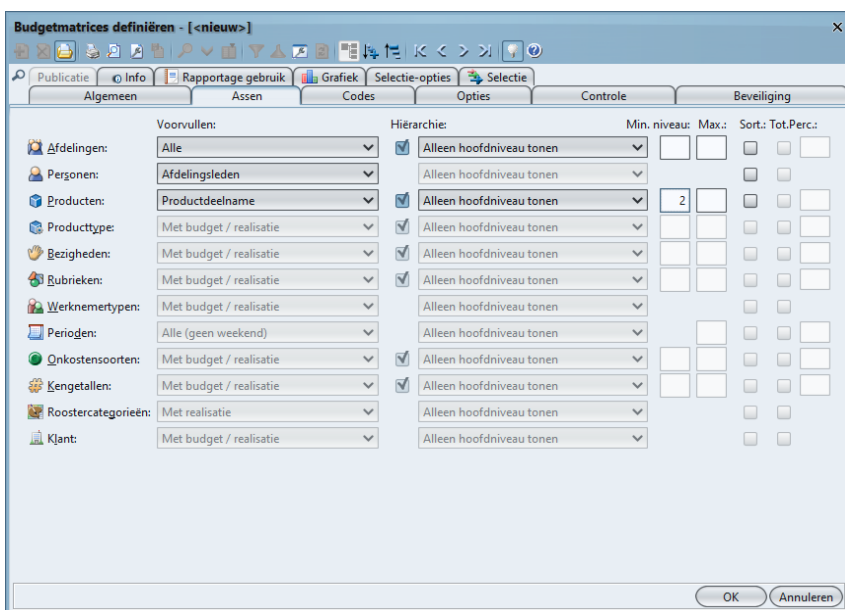 Budgetmatrices definiëren - [<nieuw>]
Publicatie Info Rapportage gebruik Grafiek Selectie-opties Selectie
Algemeen Assen Codes Opties Controle Beveiliging
Voorvullen: Hiërarchie: Min. niveau: Max.: Sort.: Tot.Perc.:
Afdelingen: Alle Alleen hoofdniveau tonen
Personen: Afdelingsleden Alleen hoofdniveau tonen
Producten: Productdeelname Alleen hoofdniveau tonen 2
Producttype: Met budget / realisatie Alleen hoofdniveau tonen
Bezigheden: Met budget / realisatie Alleen hoofdniveau tonen
Rubrieken: Met budget / realisatie Alleen hoofdniveau tonen
Werknemertypen: Met budget / realisatie Alleen hoofdniveau tonen
Perioden: Alle (geen weekend) Alleen hoofdniveau tonen
Onkostensoorten: Met budget / realisatie Alleen hoofdniveau tonen
Kengetallen: Met budget / realisatie Alleen hoofdniveau tonen
Roostercategorieën: Met realisatie Alleen hoofdniveau tonen
Klant: Met budget / realisatie Alleen hoofdniveau tonen
OK Annuleren